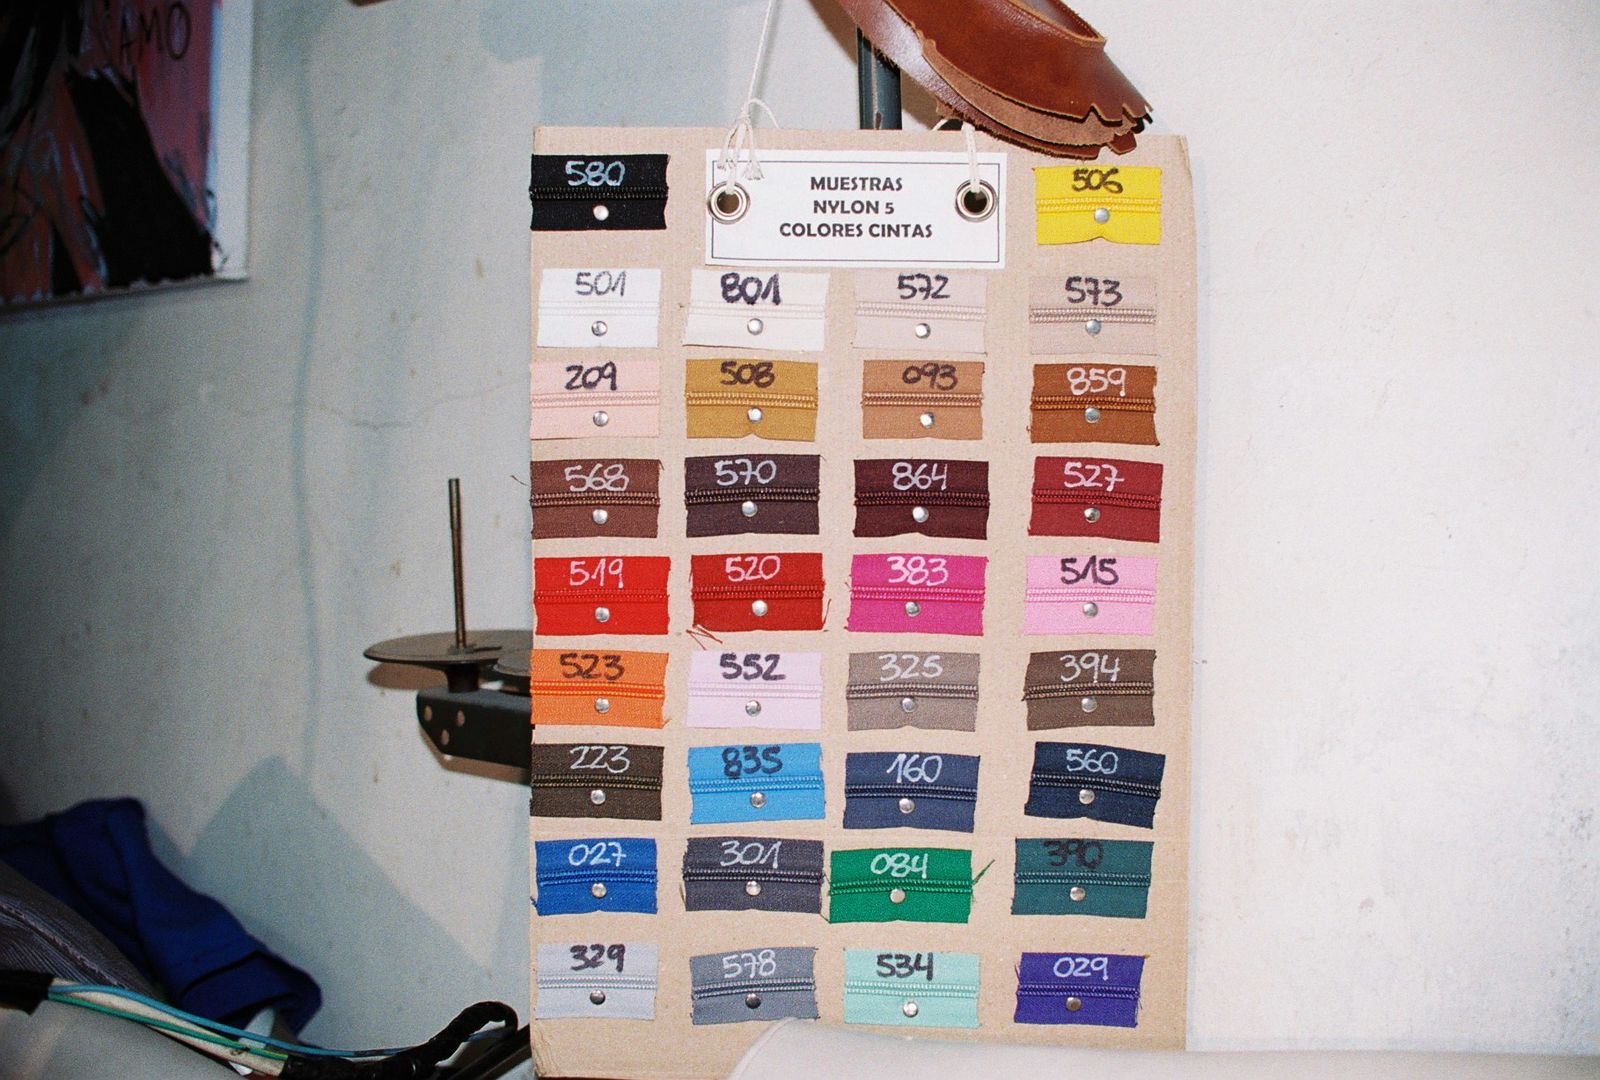 AMO
580
MUESTRAS
NYLON 5
COLORES CINTAS
506
501 801 572 573
209 508 093 859
568 570 864 527
519 520 383 515
523 552 325 394
223 835 160 560
027 301 084 390
329 578 534 029